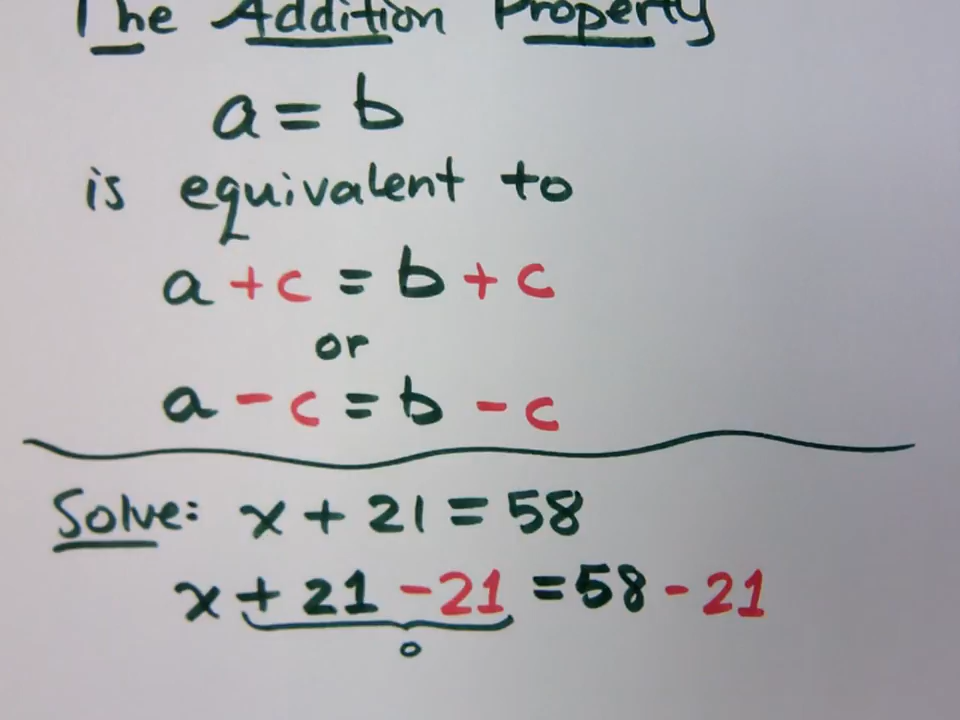 The Addition Property
a = b
is equivalent to
a + c = b + c
or
a - c = b - c
Solve: x + 21 = 58
x + 21 - 21 = 58 - 21
0